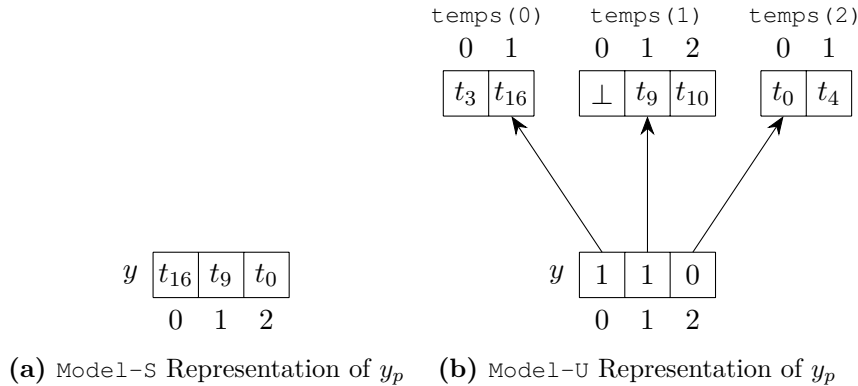 temps(0) temps(1) temps(2)
0 1 0 1 2 0 1
t₃ t₁₆ ⊥ t₉ t₁₀ t₀ t₄
y t₁₆ t₉ t₀ y 1 1 0
0 1 2 0 1 2
(a) Model-S Representation of yₚ (b) Model-U Representation of yₚ